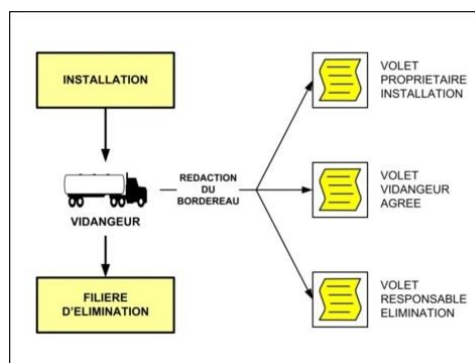 INSTALLATION
VIDANGEUR
FILIERE
D'ELIMINATION
REDACTION
DU
BORDEREAU
VOLET
PROPRIETAIRE
INSTALLATION
VOLET
VIDANGEUR
AGREE
VOLET
RESPONSABLE
ELIMINATION